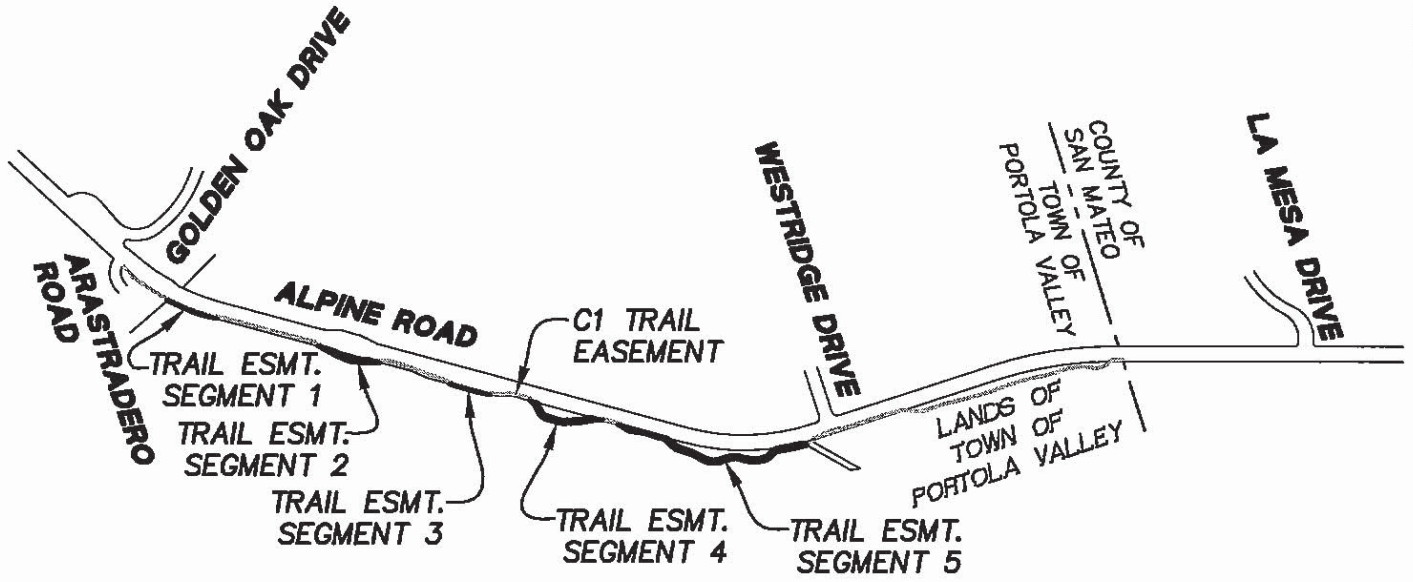 GOLDEN OAK DRIVE
ARASTRADERO
ROAD
ALPINE ROAD
C1 TRAIL
EASEMENT
WESTRIDGE DRIVE
COUNTY OF
SAN MATEO
TOWN OF
PORTOLA VALLEY
LA MESA DRIVE
TRAIL ESMT.
SEGMENT 1
TRAIL ESMT.
SEGMENT 2
TRAIL ESMT.
SEGMENT 3
TRAIL ESMT.
SEGMENT 4
TRAIL ESMT.
SEGMENT 5
LANDS OF
TOWN OF
PORTOLA VALLEY